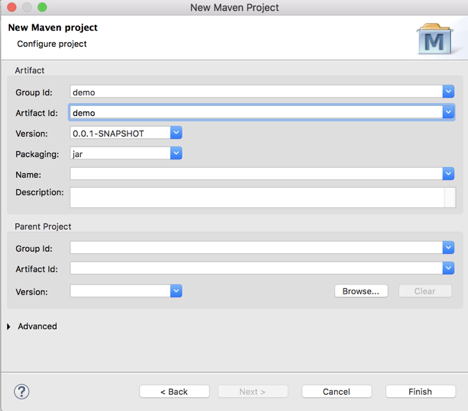 New Maven Project
New Maven project
Configure project
M
Artifact
Group Id: demo
Artifact Id: demo
Version: 0.0.1-SNAPSHOT
Packaging: jar
Name:
Description:
Parent Project
Group Id:
Artifact Id:
Version: Browse... Clear
Advanced
? < Back Next > Cancel Finish